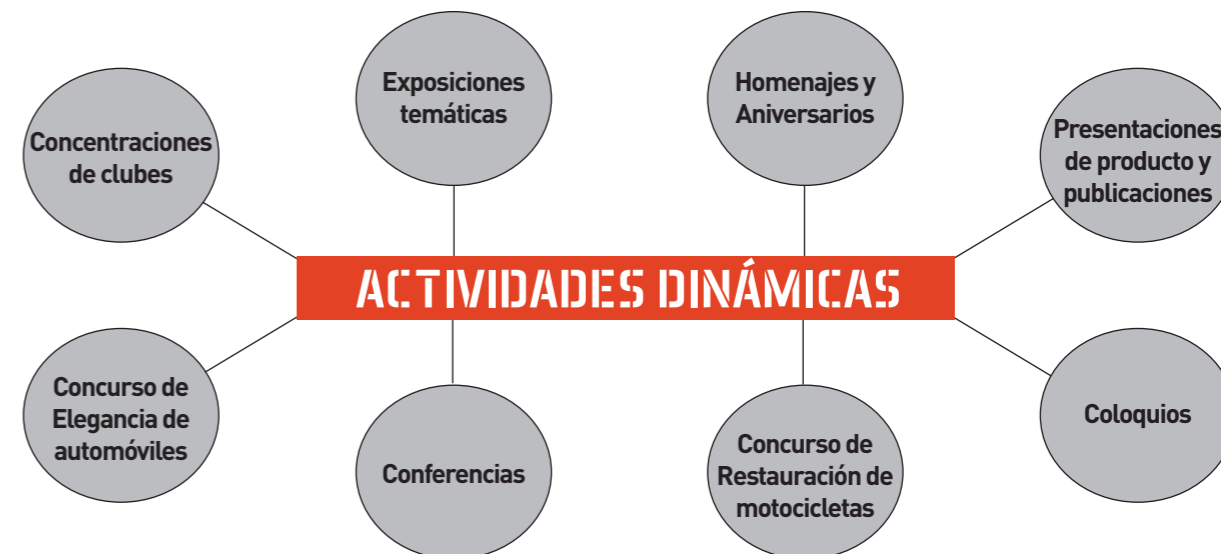 Concentraciones
de clubes
Exposiciones
temáticas
Homenajes y
Aniversarios
Presentaciones
de producto y
publicaciones
ACTIVIDADES DINÁMICAS
Concurso de
Elegancia de
automóviles
Conferencias
Concurso de
Restauración de
motocicletas
Coloquios